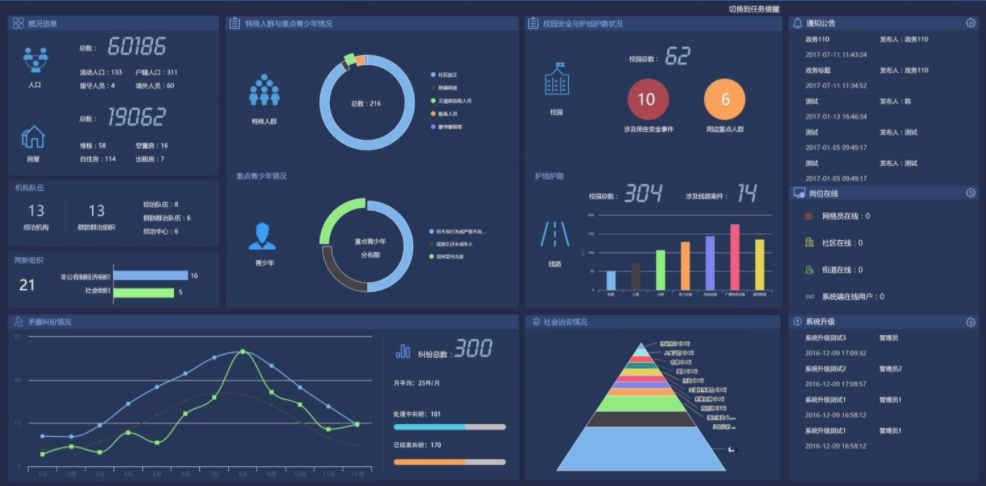 切换到任务提醒
概况信息
总数：60186
流动人口：133 户籍人口：311
留守人员：4 境外人员：60
人口
总数：19062
楼栋：58 空置房：16
自住房：114 出租房：7
房屋
机构队伍
13
综治机构
13
群防群治组织
综治队伍：8
群防群治队伍：6
综治中心：6
两新组织
21
非公有制经济组织 16
社会组织 5
特殊人群与重点青少年情况
特殊人群
总数：216
社区矫正
重点青少年情况
青少年
重点青少年
分布图
校园安全与护线护路状况
校园
校园总数：62
10
涉及师生安全事件
6
周边重点人群
护线护路
线路
校园总数：304 涉及线路案件：14
通知公告
政务110 发布人：政务110
2017-07-11 11:43:24
政务标题 发布人：政务110
2017-07-11 11:34:52
测试 发布人：陈
2017-01-13 16:46:34
测试 发布人：测试
2017-01-05 09:49:17
测试 发布人：测试
2017-01-05 09:49:17
岗位在线
网格员在线：0
社区在线：0
街道在线：0
系统端在线用户：0
矛盾纠纷情况
30
20
10
0
1月 2月 3月 4月 5月 6月 7月 8月 9月 10月 11月 12月
纠纷总数：300
月平均：25件/月
处理中纠纷：101
已结案纠纷：170
社会治安情况
系统升级
系统升级测试3 管理员
2016-12-09 17:09:32
系统升级测试2 管理员2
2016-12-09 17:08:57
系统升级测试1 管理员1
2016-12-09 16:58:12
系统升级测试1 管理员1
2016-12-09 16:58:12